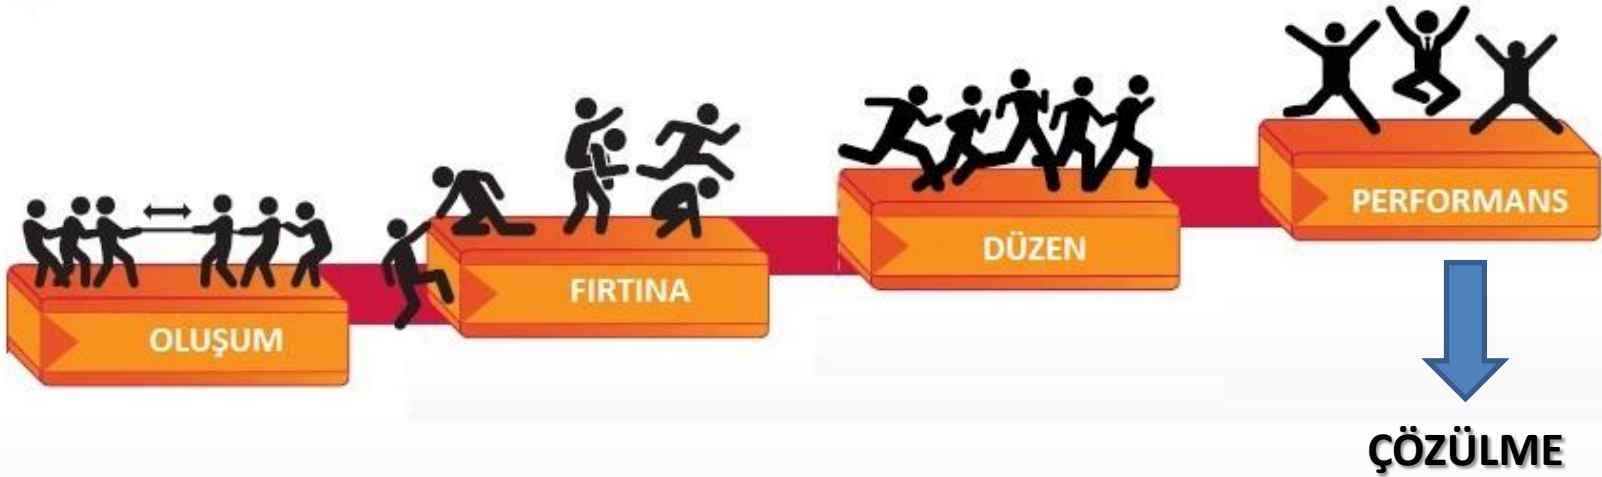 OLUŞUM
FIRTINA
DÜZEN
PERFORMANS
ÇÖZÜLME